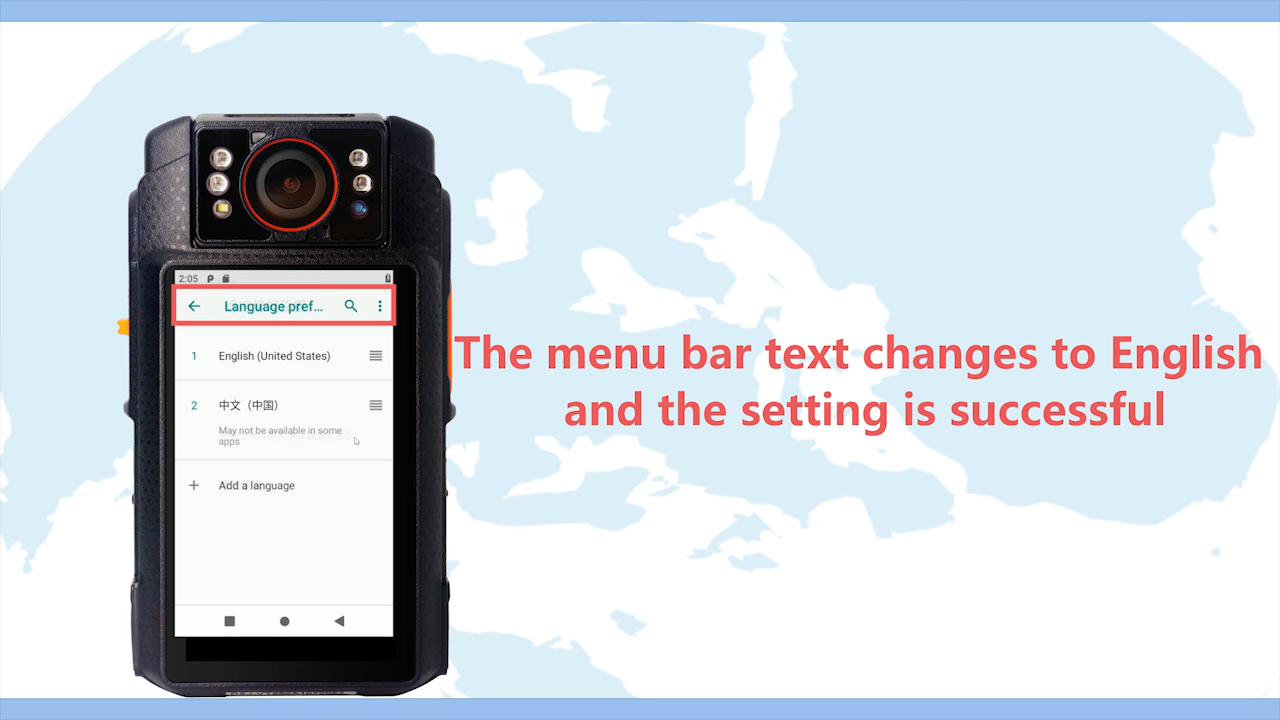 2:05
Language pref...
1 English (United States)
2 中文（中国）
May not be available in some
apps
+ Add a language
The menu bar text changes to English
and the setting is successful